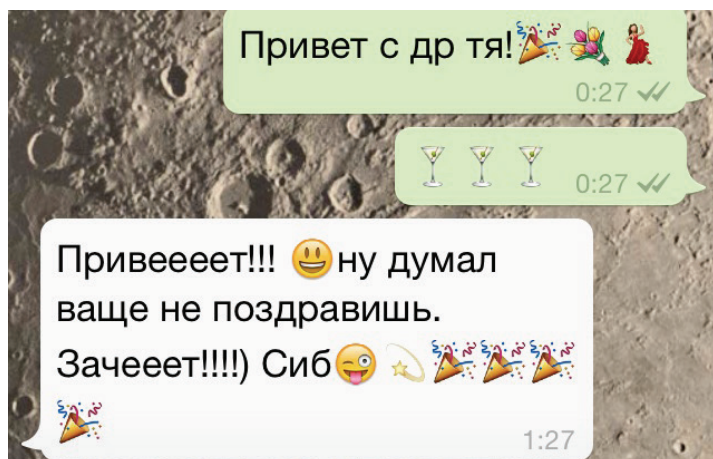 Привет с др тя!🎉💐💃
0:27
🍸🍸🍸 0:27
Привеееет!!! 😃ну думал
ваще не поздравишь.
Зачееет!!!!) Сиб😜💫🎉🎉🎉
🎉
1:27